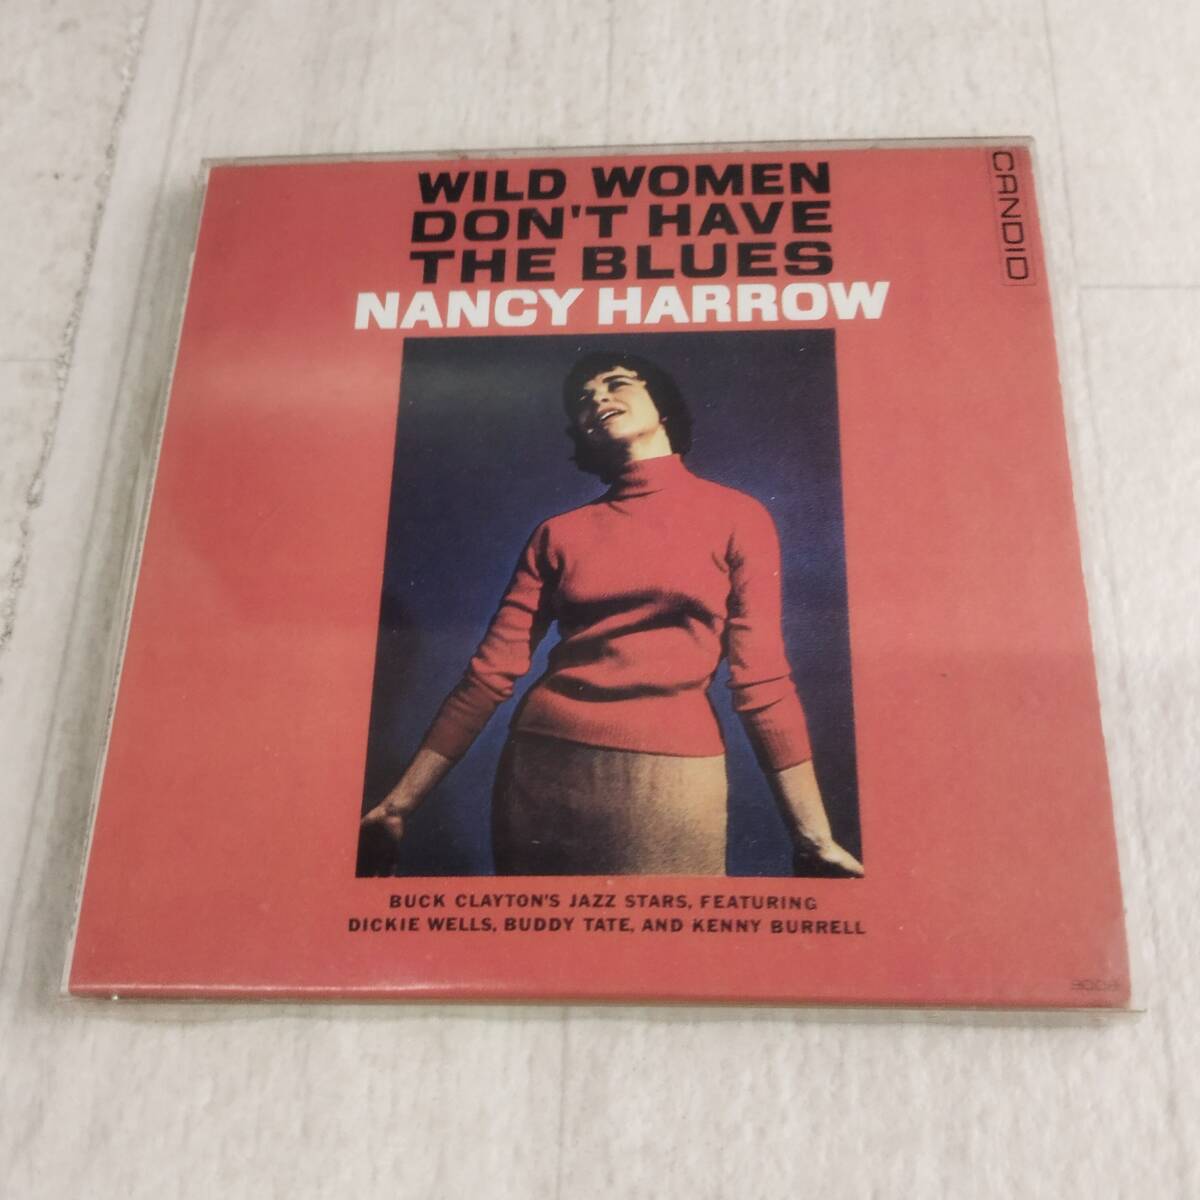 WILD WOMEN
DON'T HAVE
THE BLUES
NANCY HARROW
CANDID
BUCK CLAYTON'S JAZZ STARS, FEATURING
DICKIE WELLS, BUDDY TATE, AND KENNY BURRELL